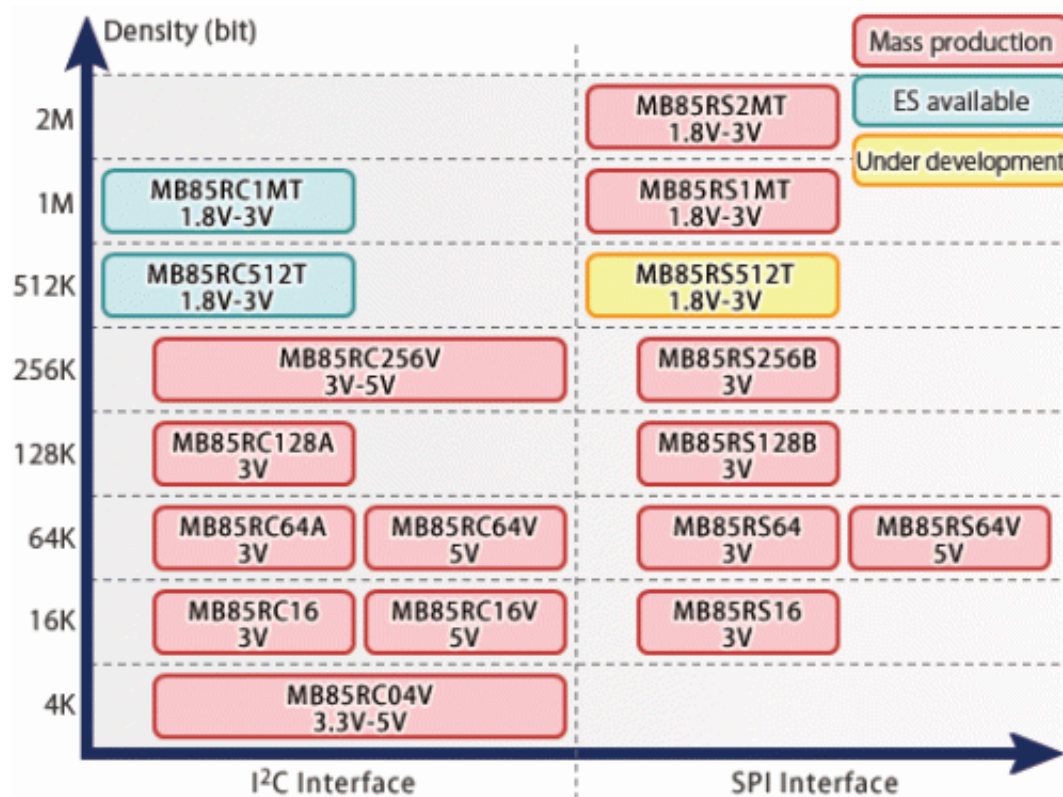 Density (bit)
Mass production
ES available
Under development
2M
MB85RS2MT
1.8V-3V
1M
MB85RC1MT
1.8V-3V
MB85RS1MT
1.8V-3V
512K
MB85RC512T
1.8V-3V
MB85RS512T
1.8V-3V
256K
MB85RC256V
3V-5V
MB85RS256B
3V
128K
MB85RC128A
3V
MB85RS128B
3V
64K
MB85RC64A
3V
MB85RC64V
5V
MB85RS64
3V
MB85RS64V
5V
16K
MB85RC16
3V
MB85RC16V
5V
MB85RS16
3V
4K
MB85RC04V
3.3V-5V
I²C Interface
SPI Interface